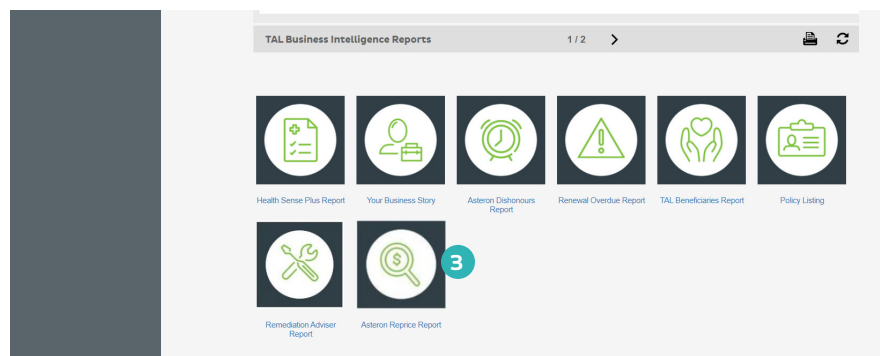 TAL Business Intelligence Reports 1 / 2 >
Health Sense Plus Report Your Business Story Asteron Dishonours Report Renewal Overdue Report TAL Beneficiaries Report Policy Listing
$ 3
Remediation Adviser Report Asteron Reprice Report